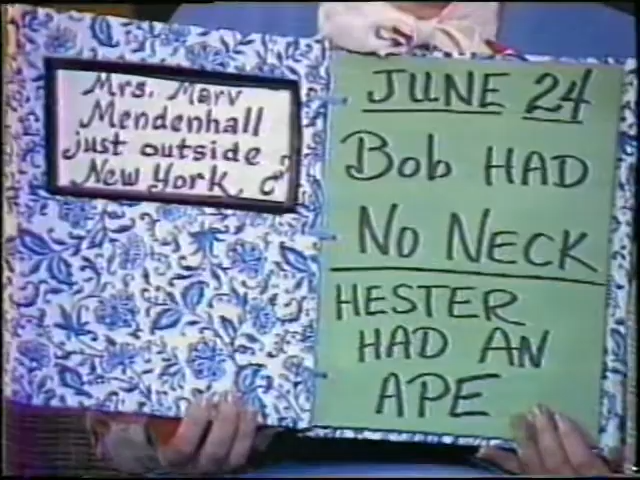 Mrs. Marv
Mendenhall
just outside
New York,
JUNE 24
Bob HAD
No NECK
HESTER
HAD AN
APE